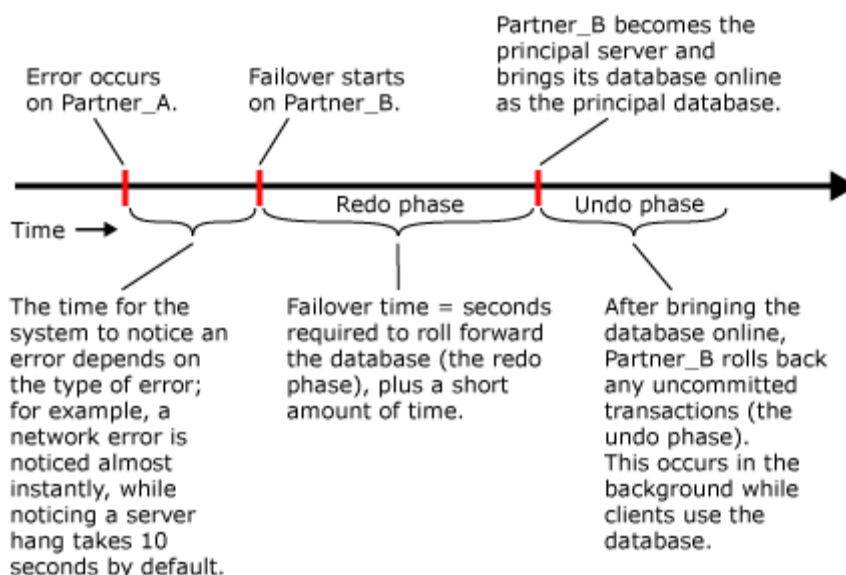 Error occurs
on Partner_A.
Failover starts
on Partner_B.
Partner_B becomes the
principal server and
brings its database online
as the principal database.
Redo phase
Undo phase
Time
The time for the
system to notice an
error depends on
the type of error;
for example, a
network error is
noticed almost
instantly, while
noticing a server
hang takes 10
seconds by default.
Failover time = seconds
required to roll forward
the database (the redo
phase), plus a short
amount of time.
After bringing the
database online,
Partner_B rolls back
any uncommitted
transactions (the
undo phase).
This occurs in the
background while
clients use the
database.